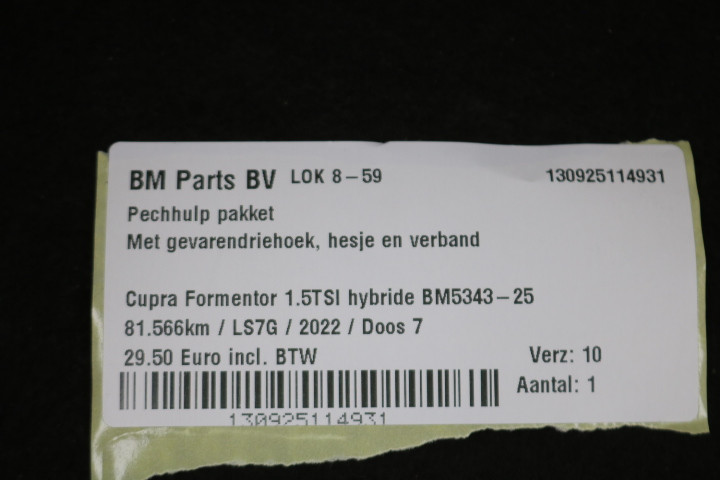 BM Parts BV LOK 8-59 130925114931
Pechhulp pakket
Met gevarendriehoek, hesje en verband
Cupra Formentor 1.5TSI hybride BM5343-25
81.566km / LS7G / 2022 / Doos 7
29.50 Euro incl. BTW Verz: 10
Aantal: 1
130925114931